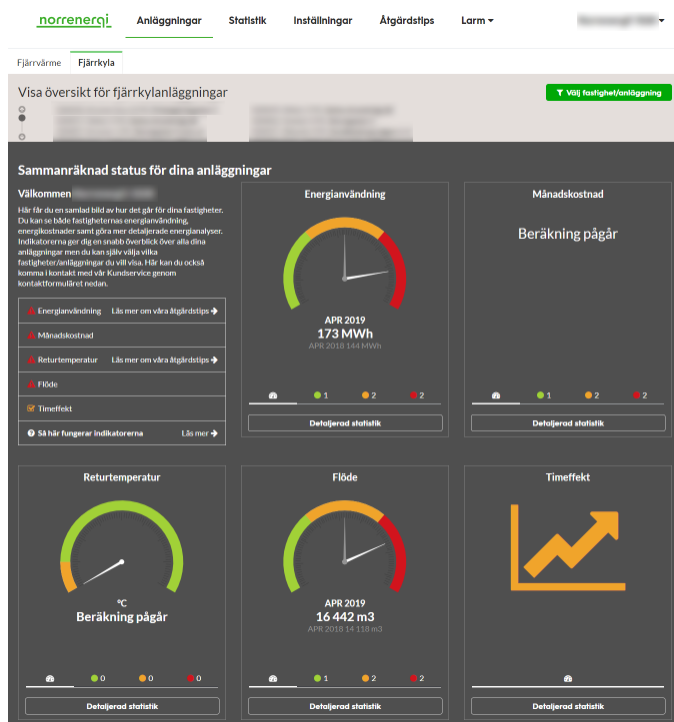 norrenergi
Anläggningar Statistik Inställningar Åtgärdstips Larm
Fjärrvärme Fjärrkyla
Visa översikt för fjärrkylanläggningar
Välj fastighet/anläggning
Sammanräknad status för dina anläggningar
Välkommen
Här får du en samlad bild av hur det går för dina fastigheter.
Du kan se både fastigheternas energianvändning,
energikostnader samt göra mer detaljerade energianalyser.
Indikatorerna ger dig en snabb överblick över alla dina
anläggningar men du kan själv välja vilka
fastigheter/anläggningar du vill visa. Här kan du också
komma i kontakt med vår Kundservice genom
kontaktformuläret nedan.
Energianvändning Läs mer om våra åtgärdstips
Månadskostnad
Returtemperatur Läs mer om våra åtgärdstips
Flöde
Timeffekt
Så här fungerar indikatorerna Läs mer
Energianvändning
APR 2019
173 MWh
APR 2018 144 MWh
1 2 2
Detaljerad statistik
Månadskostnad
Beräkning pågår
1 2 2
Detaljerad statistik
Returtemperatur
°C
Beräkning pågår
0 0 0
Detaljerad statistik
Flöde
APR 2019
16 442 m3
APR 2018 14 118 m3
1 2 2
Detaljerad statistik
Timeffekt
Detaljerad statistik